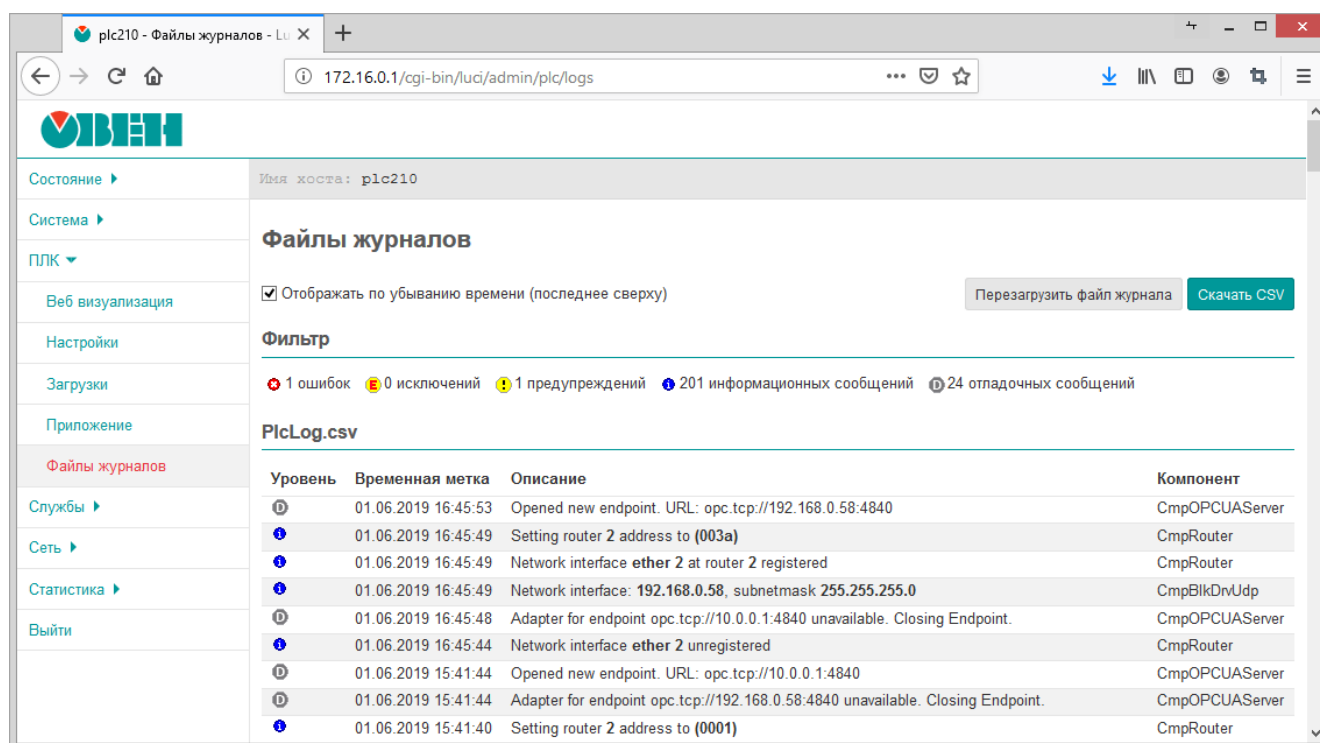 plc210 - Файлы журналов - Lu
172.16.0.1/cgi-bin/luci/admin/plc/logs
ОВЕН
Состояние
Имя хоста: plc210
Система
ПЛК
Веб визуализация
Настройки
Загрузки
Приложение
Файлы журналов
Службы
Сеть
Статистика
Выйти
Файлы журналов
Отображать по убыванию времени (последнее сверху)
Перезагрузить файл журнала Скачать CSV
Фильтр
1 ошибок E 0 исключений ! 1 предупреждений i 201 информационных сообщений D 24 отладочных сообщений
PlcLog.csv
Уровень Временная метка Описание Компонент
D 01.06.2019 16:45:53 Opened new endpoint. URL: opc.tcp://192.168.0.58:4840 CmpOPCUAServer
i 01.06.2019 16:45:49 Setting router 2 address to (003a) CmpRouter
i 01.06.2019 16:45:49 Network interface ether 2 at router 2 registered CmpRouter
i 01.06.2019 16:45:49 Network interface: 192.168.0.58, subnetmask 255.255.255.0 CmpBlkDrvUdp
D 01.06.2019 16:45:48 Adapter for endpoint opc.tcp://10.0.0.1:4840 unavailable. Closing Endpoint. CmpOPCUAServer
i 01.06.2019 16:45:44 Network interface ether 2 unregistered CmpRouter
D 01.06.2019 15:41:44 Opened new endpoint. URL: opc.tcp://10.0.0.1:4840 CmpOPCUAServer
D 01.06.2019 15:41:44 Adapter for endpoint opc.tcp://192.168.0.58:4840 unavailable. Closing Endpoint. CmpOPCUAServer
i 01.06.2019 15:41:40 Setting router 2 address to (0001) CmpRouter